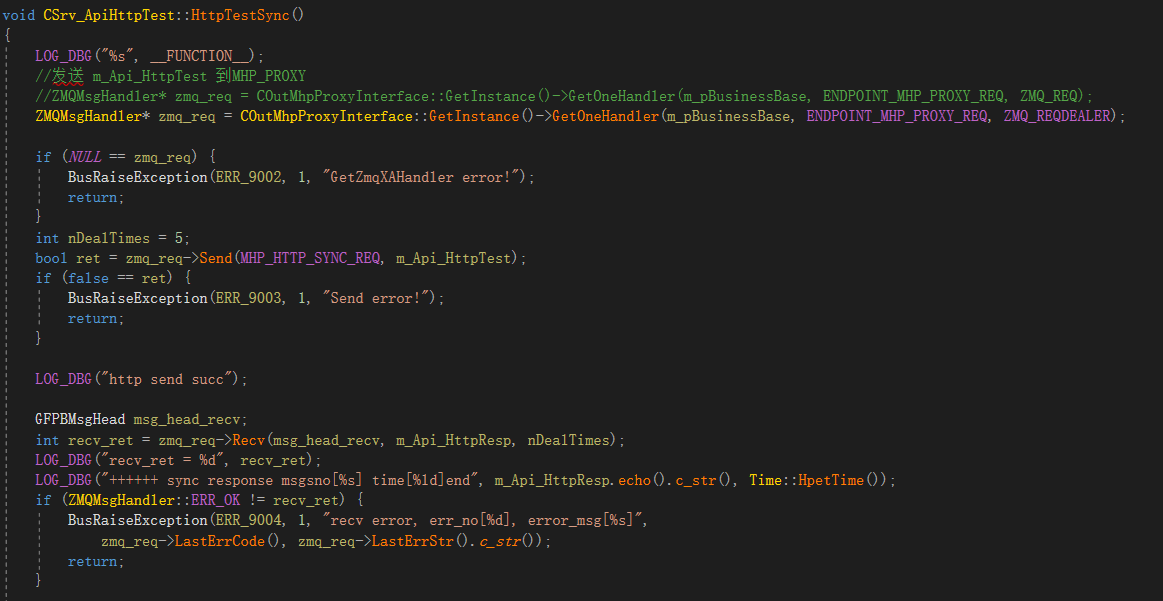 void CSrv_ApiHttpTest::HttpTestSync()
{
LOG_DBG("%s", __FUNCTION__);
//发送 m_Api_HttpTest 到MHP_PROXY
//ZMQMsgHandler* zmq_req = COutMhpProxyInterface::GetInstance()->GetOneHandler(m_pBusinessBase, ENDPOINT_MHP_PROXY_REQ, ZMQ_REQ);
ZMQMsgHandler* zmq_req = COutMhpProxyInterface::GetInstance()->GetOneHandler(m_pBusinessBase, ENDPOINT_MHP_PROXY_REQ, ZMQ_REQDEALER);
if (NULL == zmq_req) {
BusRaiseException(ERR_9002, 1, "GetZmqXAHandler error!");
return;
}
int nDealTimes = 5;
bool ret = zmq_req->Send(MHP_HTTP_SYNC_REQ, m_Api_HttpTest);
if (false == ret) {
BusRaiseException(ERR_9003, 1, "Send error!");
return;
}
LOG_DBG("http send succ");
GFPBMsgHead msg_head_recv;
int recv_ret = zmq_req->Recv(msg_head_recv, m_Api_HttpResp, nDealTimes);
LOG_DBG("recv_ret = %d", recv_ret);
LOG_DBG("++++++ sync response msgsno[%s] time[%ld]end", m_Api_HttpResp.echo().c_str(), Time::HpetTime());
if (ZMQMsgHandler::ERR_OK != recv_ret) {
BusRaiseException(ERR_9004, 1, "recv error, err_no[%d], error_msg[%s]",
zmq_req->LastErrCode(), zmq_req->LastErrStr().c_str());
return;
}